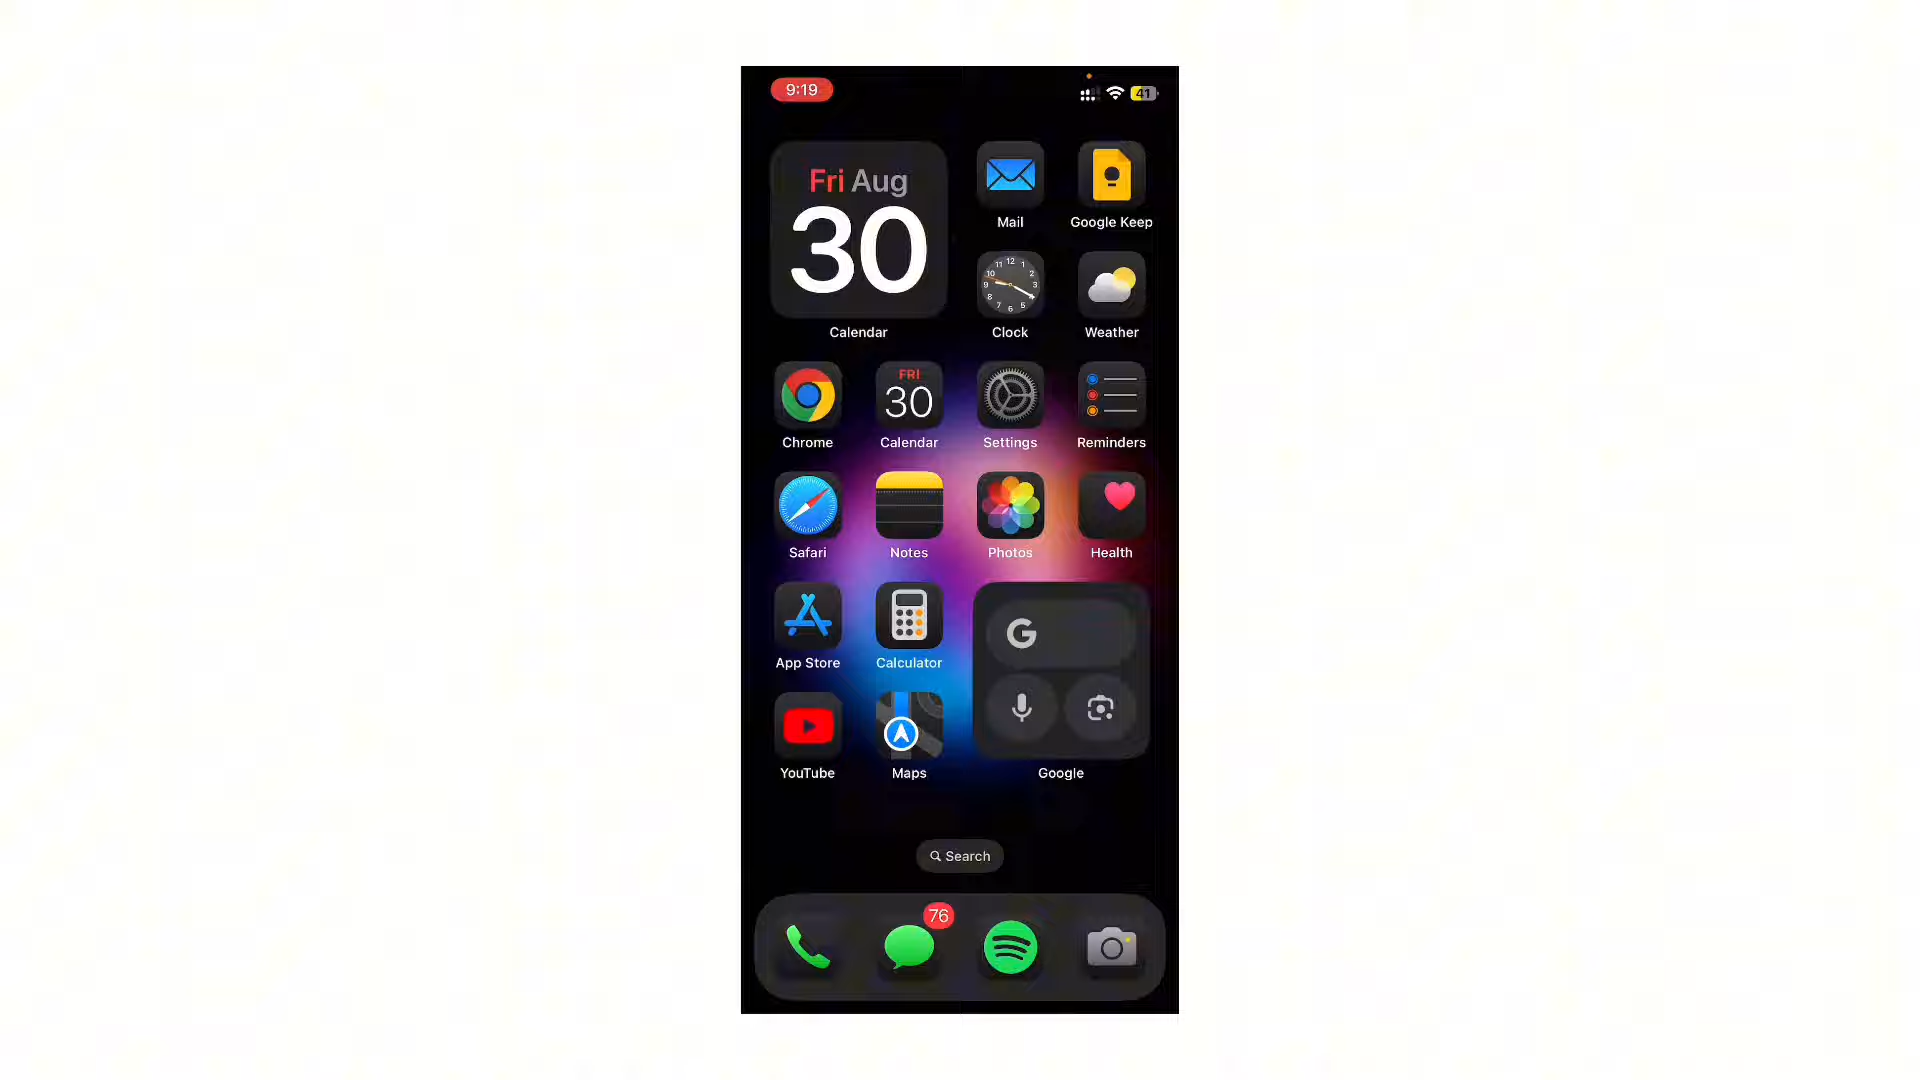 9:19
41
Fri Aug
30
Calendar
Mail
Google Keep
Clock
Weather
FRI
30
Chrome
Calendar
Settings
Reminders
Safari
Notes
Photos
Health
App Store
Calculator
G
YouTube
Maps
Google
Search
76